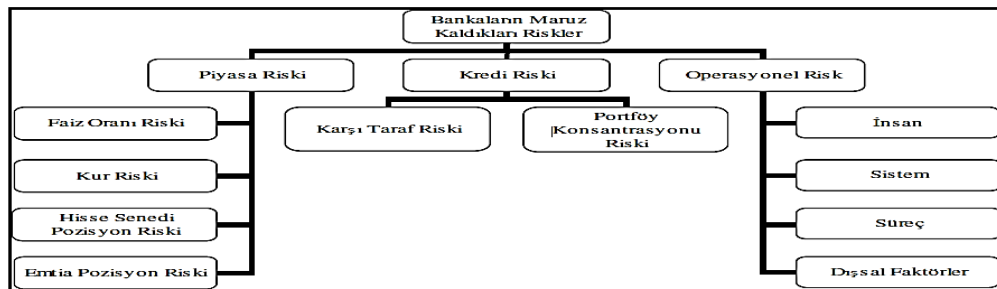 Bankaların Maruz
Kaldıkları Riskler
Piyasa Riski
Kredi Riski
Operasyonel Risk
Faiz Oranı Riski
Karşı Taraf Riski
Portföy
Konsantrasyonu
Riski
İnsan
Kur Riski
Sistem
Hisse Senedi
Pozisyon Riski
Süreç
Emtia Pozisyon Riski
Dışsal Faktörler